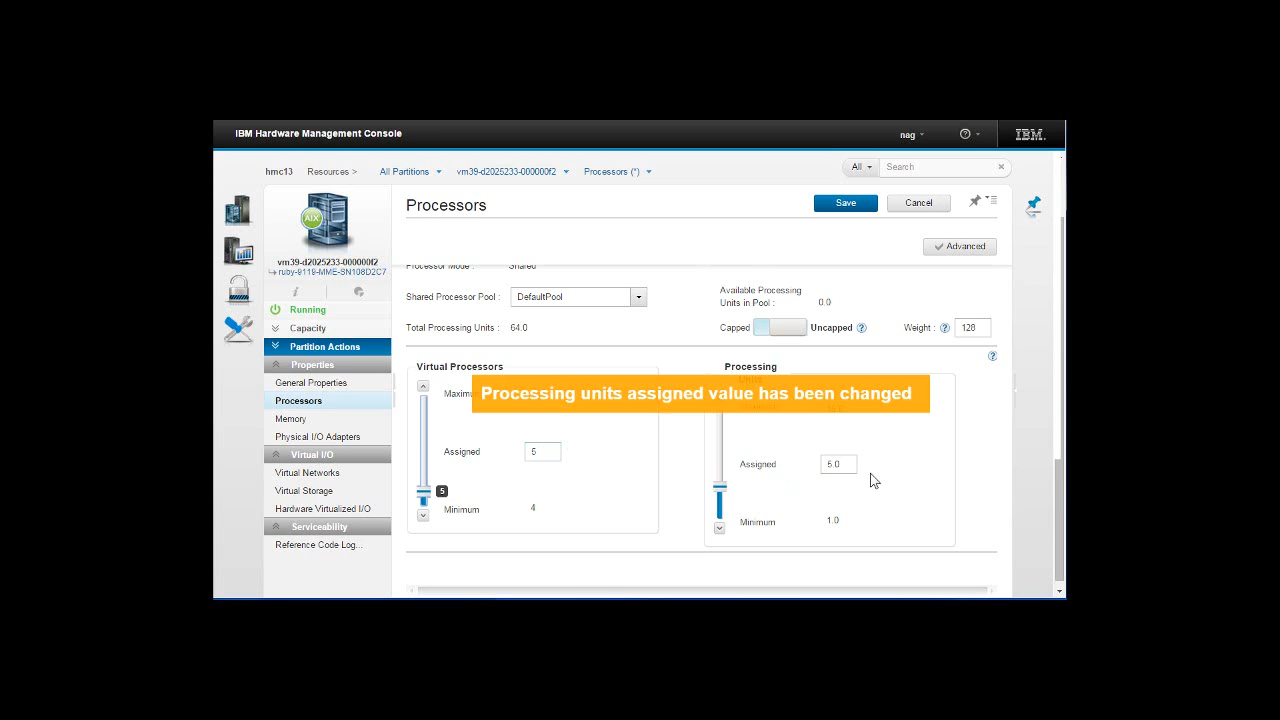 IBM Hardware Management Console
nag
IBM.
hmc13 Resources > All Partitions vm39-d2025233-000000f2 Processors (*)
All Search
Processors
Save Cancel
Advanced
AIX
vm39-d2025233-000000f2
ruby-9119-MME-SN108D2C7
Running
Capacity
Partition Actions
Properties
General Properties
Processors
Memory
Physical I/O Adapters
Virtual I/O
Virtual Networks
Virtual Storage
Hardware Virtualized I/O
Serviceability
Reference Code Log...
Processor Mode : Shared
Shared Processor Pool : DefaultPool
Available Processing
Units in Pool : 0.0
Total Processing Units : 64.0
Capped Uncapped ? Weight : ? 128
?
Virtual Processors
Processing
Processing units assigned value has been changed
Assigned 5
5
Minimum 4
Assigned 5.0
Minimum 1.0